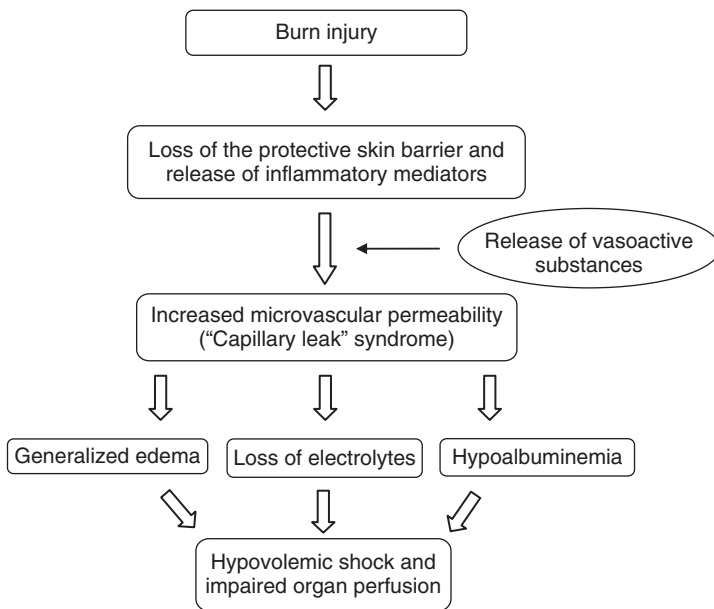 Burn injury
Loss of the protective skin barrier and
release of inflammatory mediators
Release of vasoactive
substances
Increased microvascular permeability
(“Capillary leak” syndrome)
Generalized edema
Loss of electrolytes
Hypoalbuminemia
Hypovolemic shock and
impaired organ perfusion